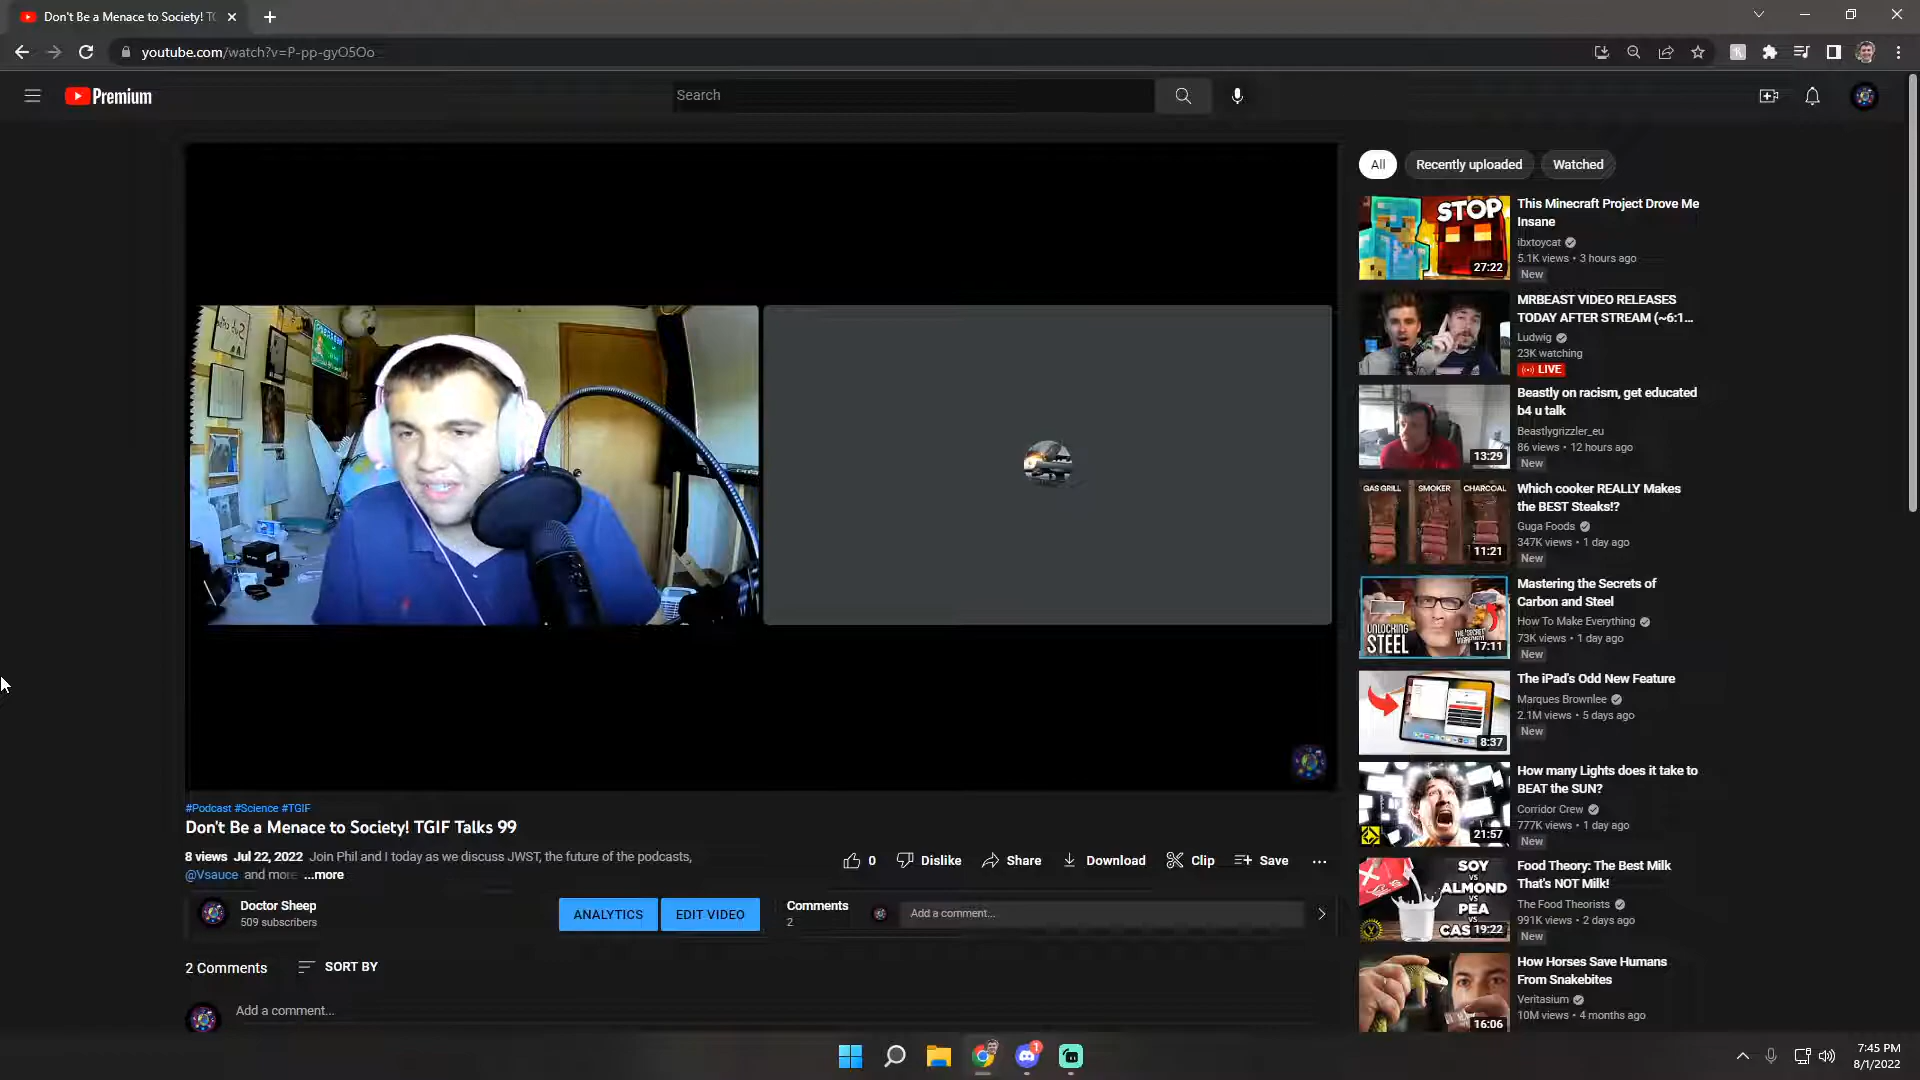 Don't Be a Menace to Society! TG
youtube.com/watch?v=P-pp-gyO5Oo
Premium
Search
All
Recently uploaded
Watched
STOP
27:22
This Minecraft Project Drove Me
Insane
ibxtoycat
5.1K views • 3 hours ago
New
MRBEAST VIDEO RELEASES
TODAY AFTER STREAM (~6:1...
Ludwig
23K watching
LIVE
13:29
Beastly on racism, get educated
b4 u talk
Beastlygrizzler_eu
86 views • 12 hours ago
New
GAS GRILL
SMOKER
CHARCOAL
11:21
Which cooker REALLY Makes
the BEST Steaks!?
Guga Foods
347K views • 1 day ago
New
UNLOCKING
STEEL
17:11
Mastering the Secrets of
Carbon and Steel
How To Make Everything
73K views • 1 day ago
New
8:37
The iPad's Odd New Feature
Marques Brownlee
2.1M views • 5 days ago
New
21:57
How many Lights does it take to
BEAT the SUN?
Corridor Crew
777K views • 1 day ago
New
SOY
VS
ALMOND
VS
PEA
VS
CAS
19:22
Food Theory: The Best Milk
That's NOT Milk!
The Food Theorists
991K views • 2 days ago
New
16:06
How Horses Save Humans
From Snakebites
Veritasium
10M views • 4 months ago
#Podcast #Science #TGIF
Don't Be a Menace to Society! TGIF Talks 99
8 views Jul 22, 2022 Join Phil and I today as we discuss JWST, the future of the podcasts,
@Vsauce and more ...more
0
Dislike
Share
Download
Clip
Save
Doctor Sheep
509 subscribers
ANALYTICS
EDIT VIDEO
Comments
2
Add a comment...
2 Comments
SORT BY
Add a comment...
1
7:45 PM
8/1/2022